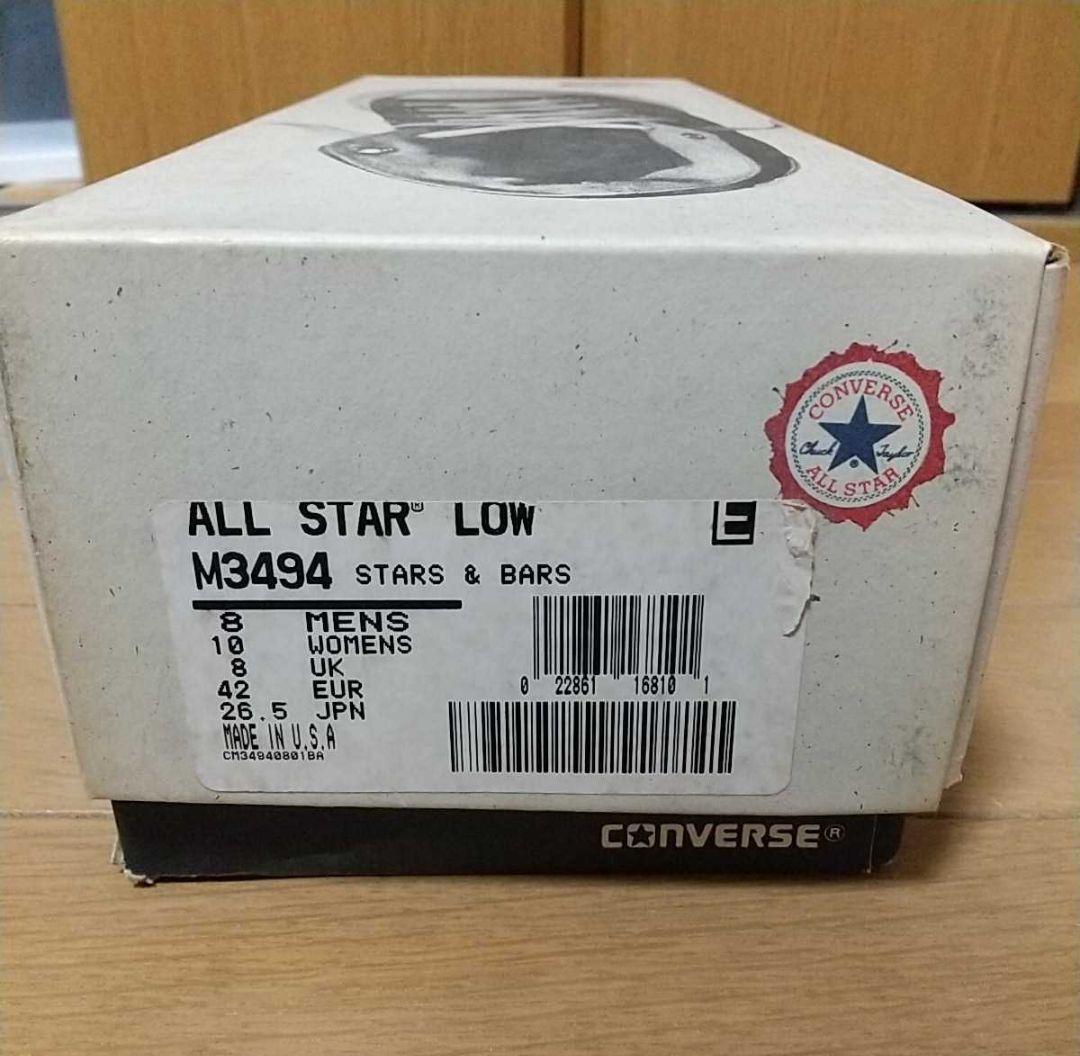 CONVERSE
Chuck Taylor
®
ALL STAR
ALL STAR® LOW E
M3494 STARS & BARS
8 MENS
10 WOMENS
8 UK
42 EUR
26.5 JPN
MADE IN U.S.A
CM34940801BA
0 22861 16810 1
CONVERSE®